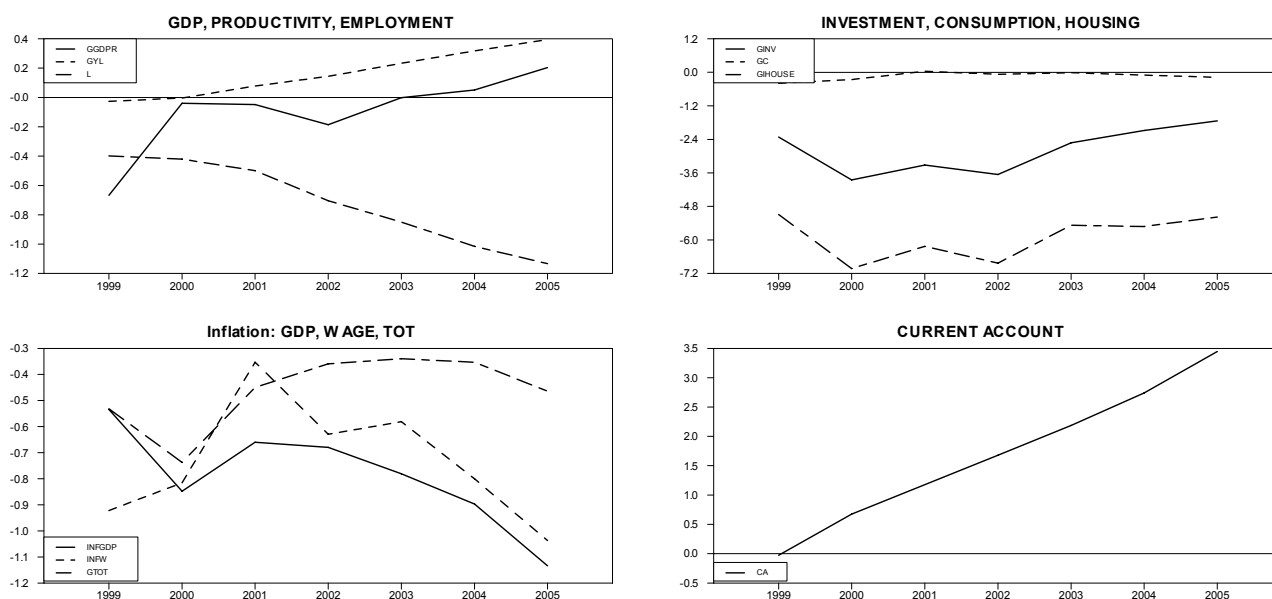 GDP, PRODUCTIVITY, EMPLOYMENT
0.4
0.2
-0.0
-0.2
-0.4
-0.6
-0.8
-1.0
-1.2
GGDPR
GYL
L
1999 2000 2001 2002 2003 2004 2005
INVESTMENT, CONSUMPTION, HOUSING
1.2
0.0
-1.2
-2.4
-3.6
-4.8
-6.0
-7.2
GINV
GC
GIHOUSE
1999 2000 2001 2002 2003 2004 2005
Inflation: GDP, WAGE, TOT
-0.3
-0.4
-0.5
-0.6
-0.7
-0.8
-0.9
-1.0
-1.1
-1.2
INFGDP
INFW
GTOT
1999 2000 2001 2002 2003 2004 2005
CURRENT ACCOUNT
3.5
3.0
2.5
2.0
1.5
1.0
0.5
0.0
-0.5
CA
1999 2000 2001 2002 2003 2004 2005